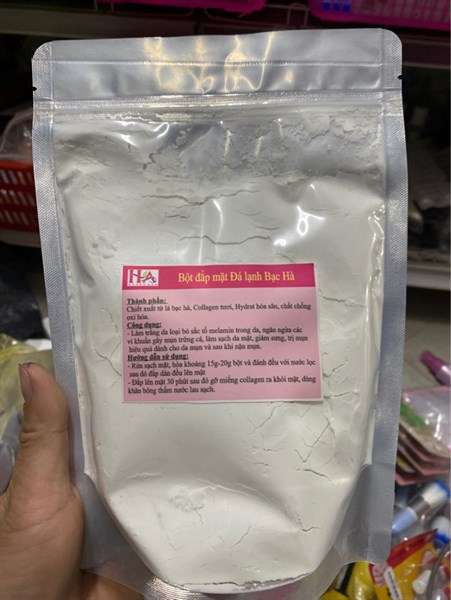 HA
Bột đắp mặt Đá lạnh Bạc Hà
Thành phần:
Chiết xuất từ lá bạc hà, Collagen tươi, Hydrat hóa sâu, chất chống
oxi hóa.
Công dụng:
- Làm trắng da loại bỏ sắc tố melamin trong da, ngăn ngừa các
vi khuẩn gây mụn trứng cá, làm sạch da mặt, giảm sưng, trị mụn
hiệu quả dành cho da mụn và sau khi nặn mụn.
Hướng dẫn sử dụng:
- Rửa sạch mặt, hòa khoảng 15g-20g bột và đánh đều với nước lọc
sau đó đắp dàn đều lên mặt
- Đắp lên mặt 30 phút sau đó gỡ miếng collagen ra khỏi mặt, dùng
khăn bông thấm nước lau sạch.